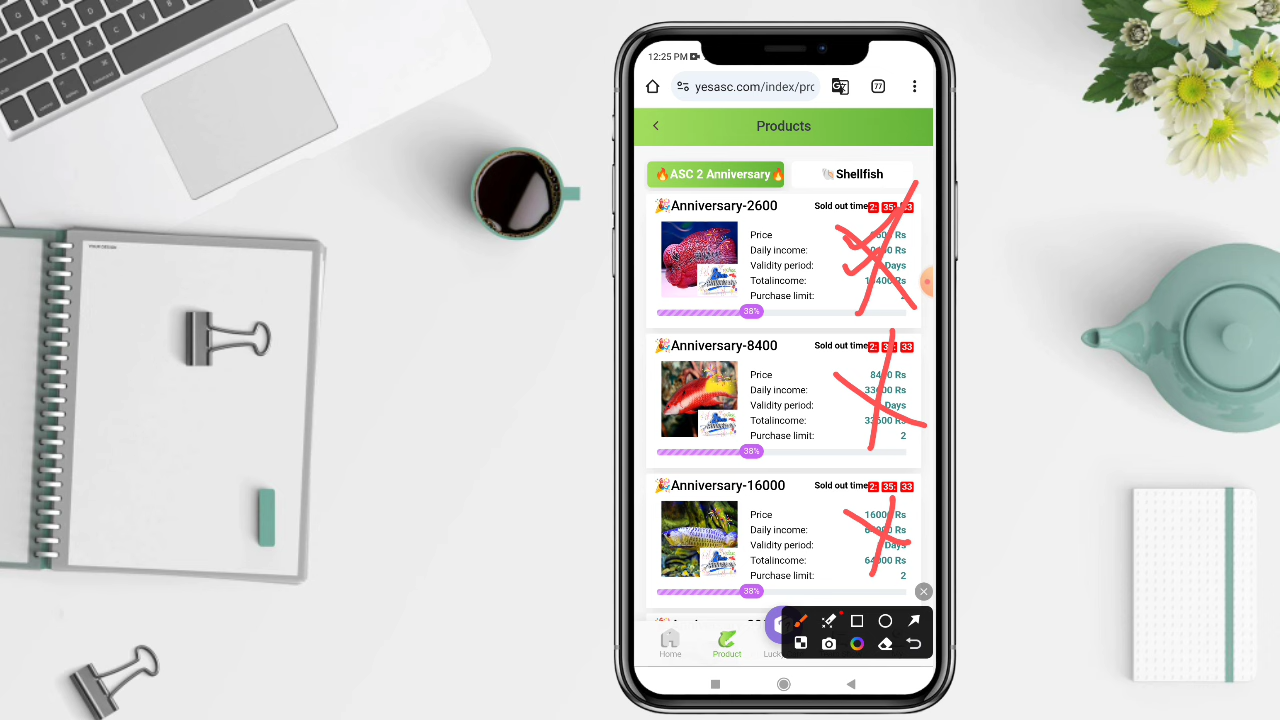 12:25 PM
yesasc.com/index/prc
77
Products
🔥ASC 2 Anniversary🔥
🐚Shellfish
🎉Anniversary-2600
Sold out time 2: 35: 33
Price
Daily income:
Validity period: Days
Totalincome:
Purchase limit: 2
38%
🎉Anniversary-8400
Sold out time 2: 35: 33
Price 8400 Rs
Daily income: 33600 Rs
Validity period: Days
Totalincome: 33600 Rs
Purchase limit: 2
38%
🎉Anniversary-16000
Sold out time 2: 35: 33
Price 16000 Rs
Daily income: 64000 Rs
Validity period: Days
Totalincome: 64000 Rs
Purchase limit: 2
38%
Home
Product
Luck